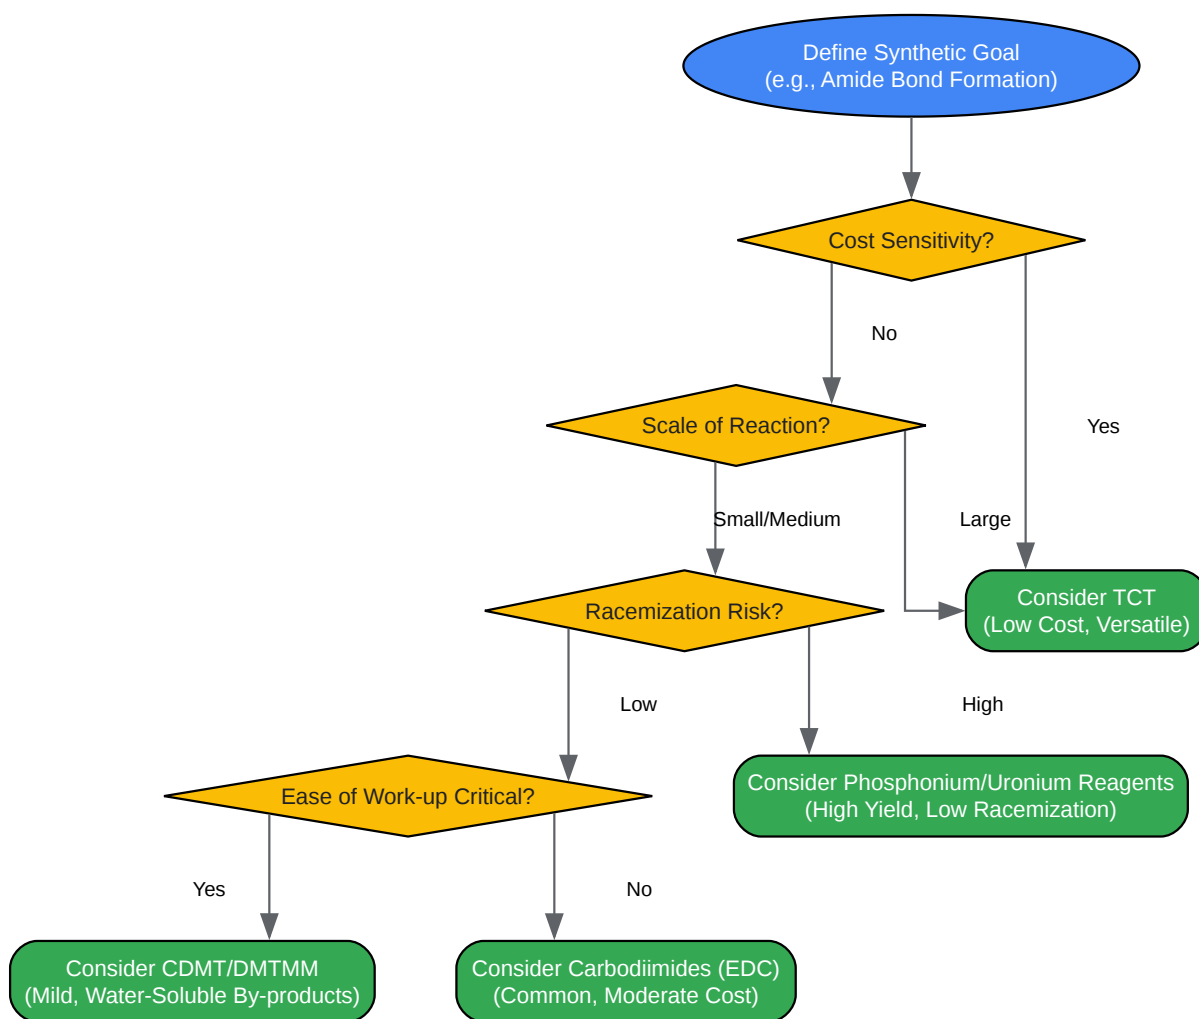 Define Synthetic Goal
(e.g., Amide Bond Formation)
Cost Sensitivity?
No
Scale of Reaction?
Yes
Small/Medium
Large
Racemization Risk?
Consider TCT
(Low Cost, Versatile)
Low
High
Ease of Work-up Critical?
Consider Phosphonium/Uronium Reagents
(High Yield, Low Racemization)
Yes
No
Consider CDMT/DMTMM
(Mild, Water-Soluble By-products)
Consider Carbodiimides (EDC)
(Common, Moderate Cost)